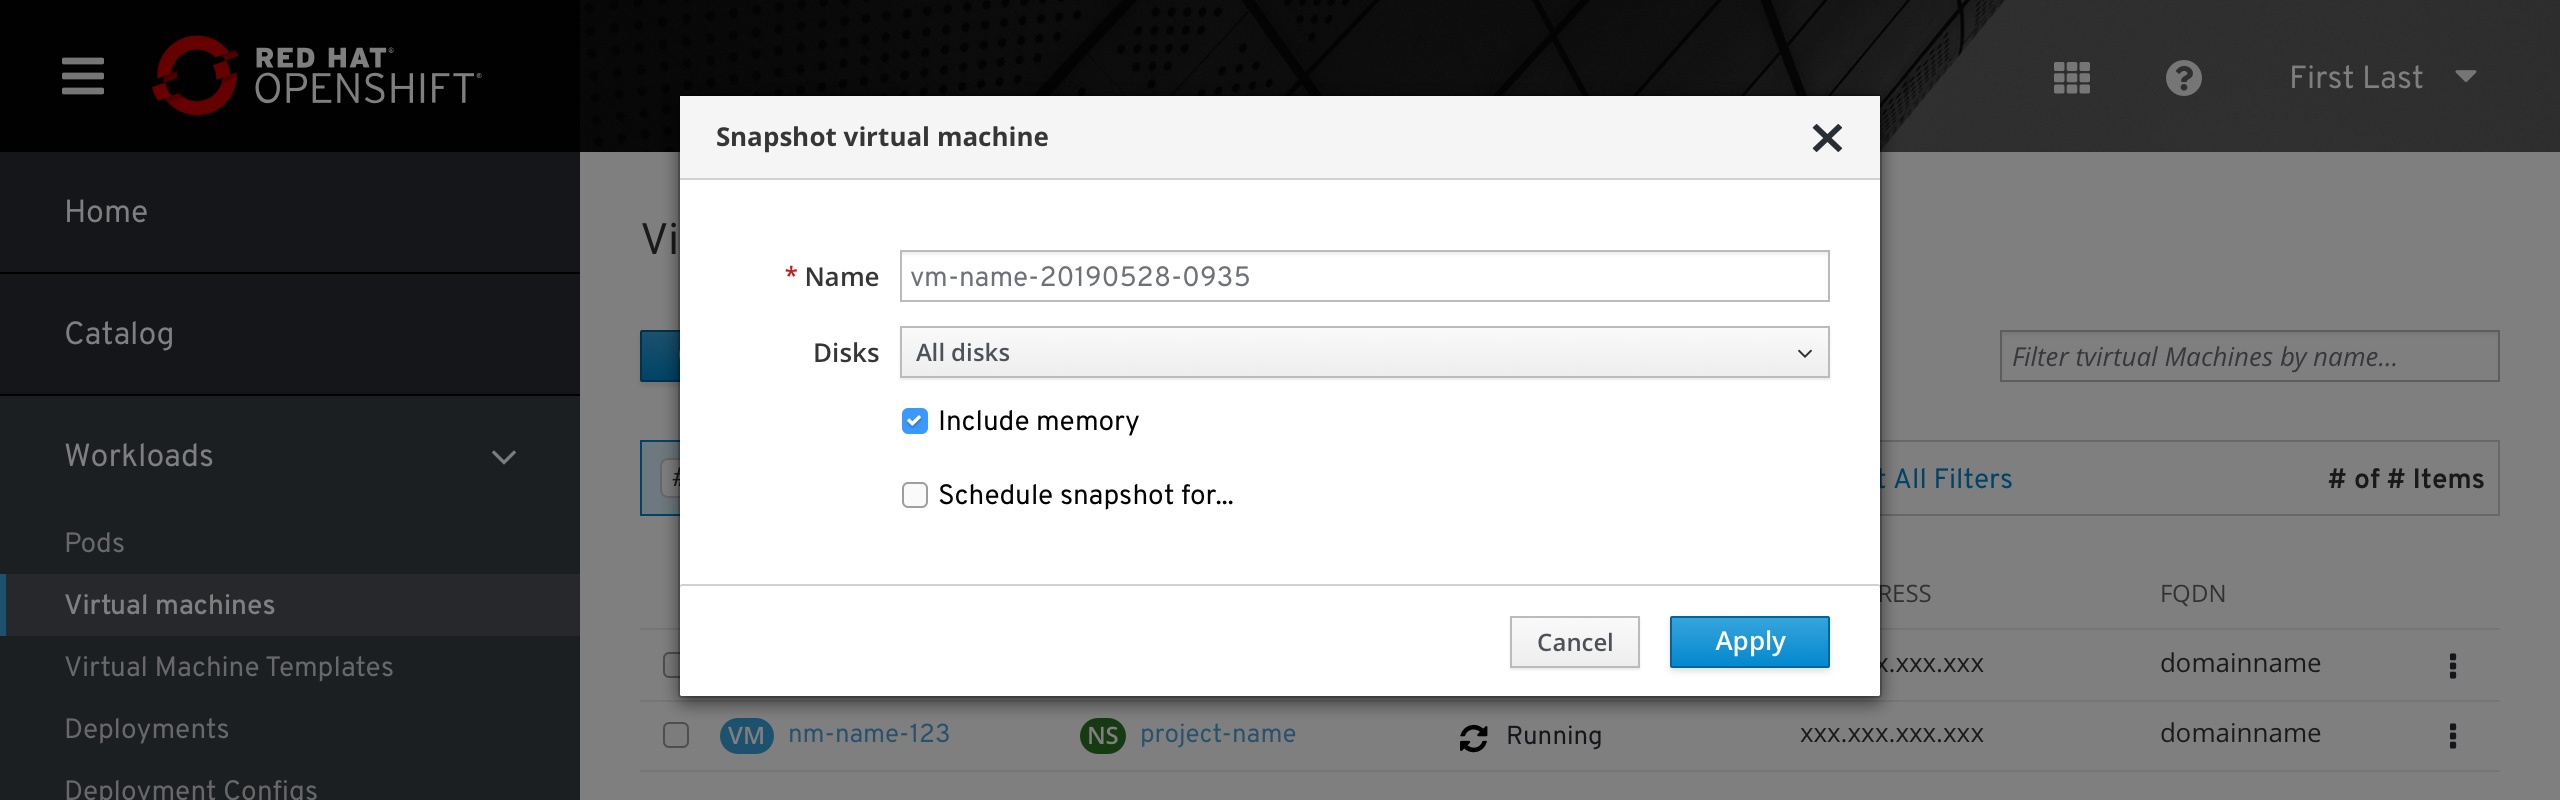 RED HAT®
OPENSHIFT®
First Last
Snapshot virtual machine
Home
Vi
* Name vm-name-20190528-0935
Catalog
Disks All disks
Filter tvirtual Machines by name...
Include memory
Workloads
# All Filters # of # Items
Schedule snapshot for...
Pods
RESS FQDN
Virtual machines
Cancel Apply
x.xxx.xxx domainname
Virtual Machine Templates
Deployments
VM nm-name-123 NS project-name Running xxx.xxx.xxx.xxx domainname
Deployment Configs